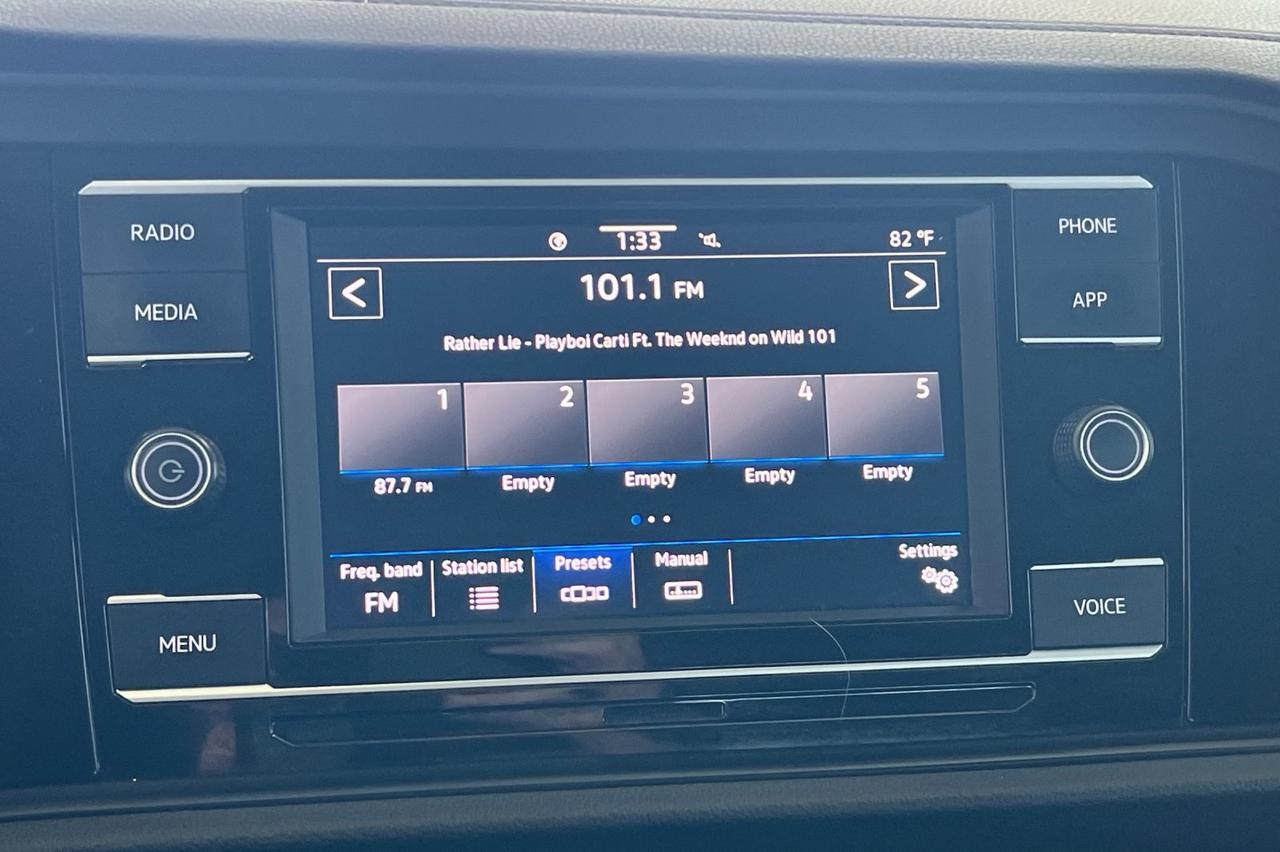 RADIO
MEDIA
MENU
PHONE
APP
VOICE
1:33
82 °F
<
101.1 FM
>
Rather Lie - Playboi Carti Ft. The Weeknd on Wild 101
1 2 3 4 5
87.7 FM Empty Empty Empty Empty
Freq. band Station list Presets Manual Settings
FM